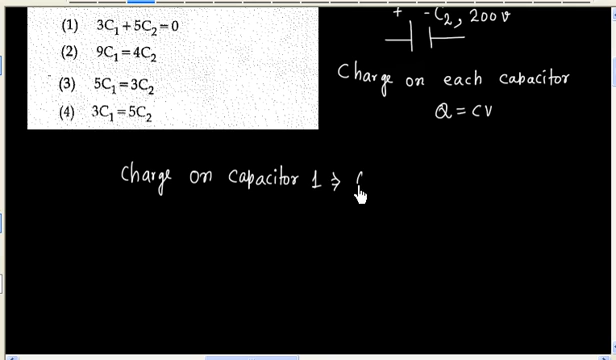 (1) 3C₁+5C₂=0
(2) 9C₁=4C₂
(3) 5C₁=3C₂
(4) 3C₁=5C₂
+ - C₂, 200 v
Charge on each capacitor
Q = CV
Charge on capacitor 1 ⇒